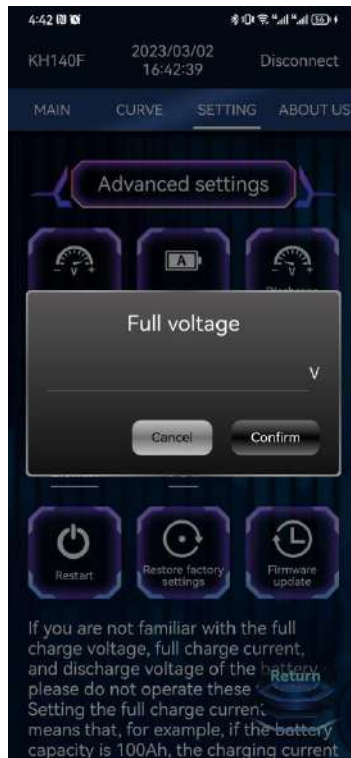 4:42
56
KH140F
2023/03/02
16:42:39
Disconnect
MAIN
CURVE
SETTING
ABOUT US
Advanced settings
V
A
V
Full voltage
V
Cancel
Confirm
Restart
Restore factory
settings
Firmware
update
If you are not familiar with the full
charge voltage, full charge current,
and discharge voltage of the battery,
please do not operate these
Return
Setting the full charge current
means that, for example, if the battery
capacity is 100Ah, the charging current